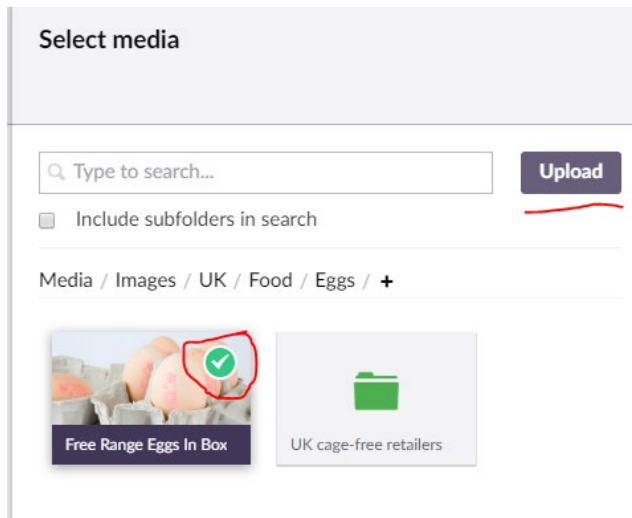 Select media
Type to search...
Upload
Include subfolders in search
Media / Images / UK / Food / Eggs / +
Free Range Eggs In Box
UK cage-free retailers